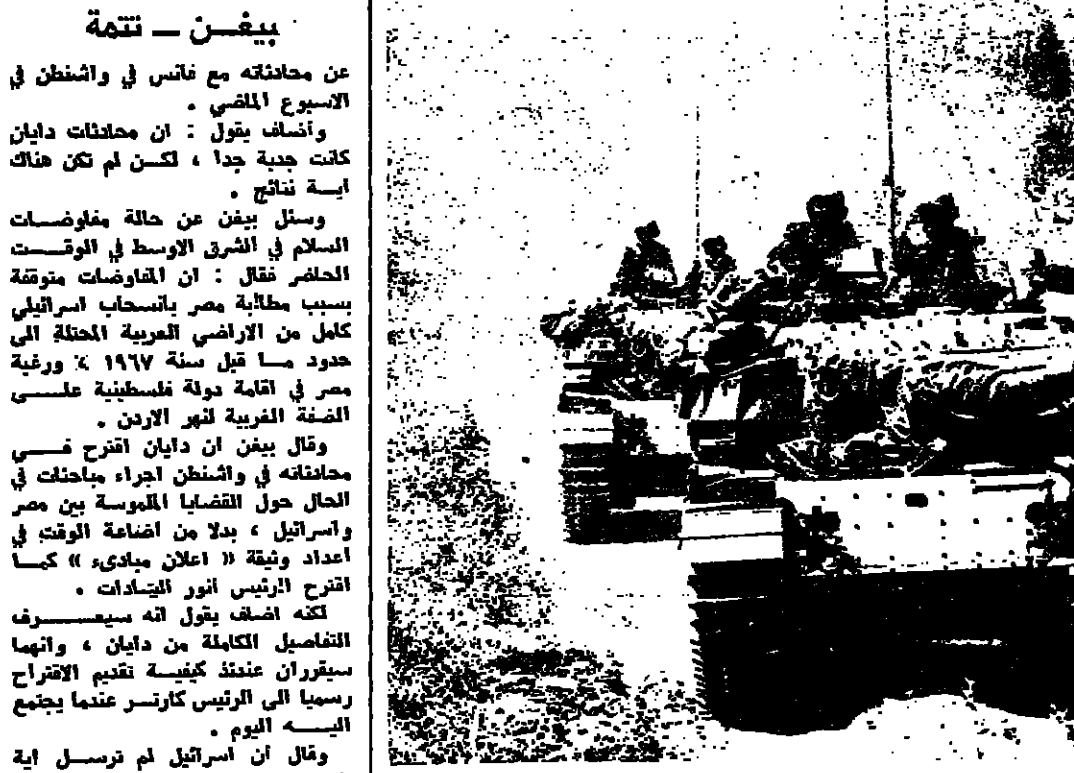 بيغن — تتمة
عن محادثاته مع فانس في واشنطن في
الاسبوع الماضي .
وأضاف يقول : ان محادثات دايان
كانت جدية جدا ، لكن لم تكن هناك
اية نتائج .
وسئل بيغن عن حالة مفاوضات
السلام في الشرق الاوسط في الوقت
الحاضر فقال : ان المفاوضات متوقفة
بسبب مطالبة مصر بانسحاب اسرائيلي
كامل من الاراضي العربية المحتلة الى
حدود ما قبل سنة ١٩٦٧ ، ورغبة
مصر في اقامة دولة فلسطينية على
الضفة الغربية لنهر الاردن .
وقال بيغن ان دايان اقترح في
محادثاته في واشنطن اجراء مباحثات في
الحال حول القضايا الملموسة بين مصر
واسرائيل ، بدلا من اضاعة الوقت في
اعداد وثيقة « اعلان مبادىء » كما
اقترح الرئيس انور السادات .
لكنه اضاف يقول انه سيعرف
التفاصيل الكاملة من دايان ، وانهما
سيقرران عندئذ كيفية تقديم الاقتراح
رسميا الى الرئيس كارتر عندما يجتمع
اليه اليوم .
وقال ان اسرائيل لم ترسل اية